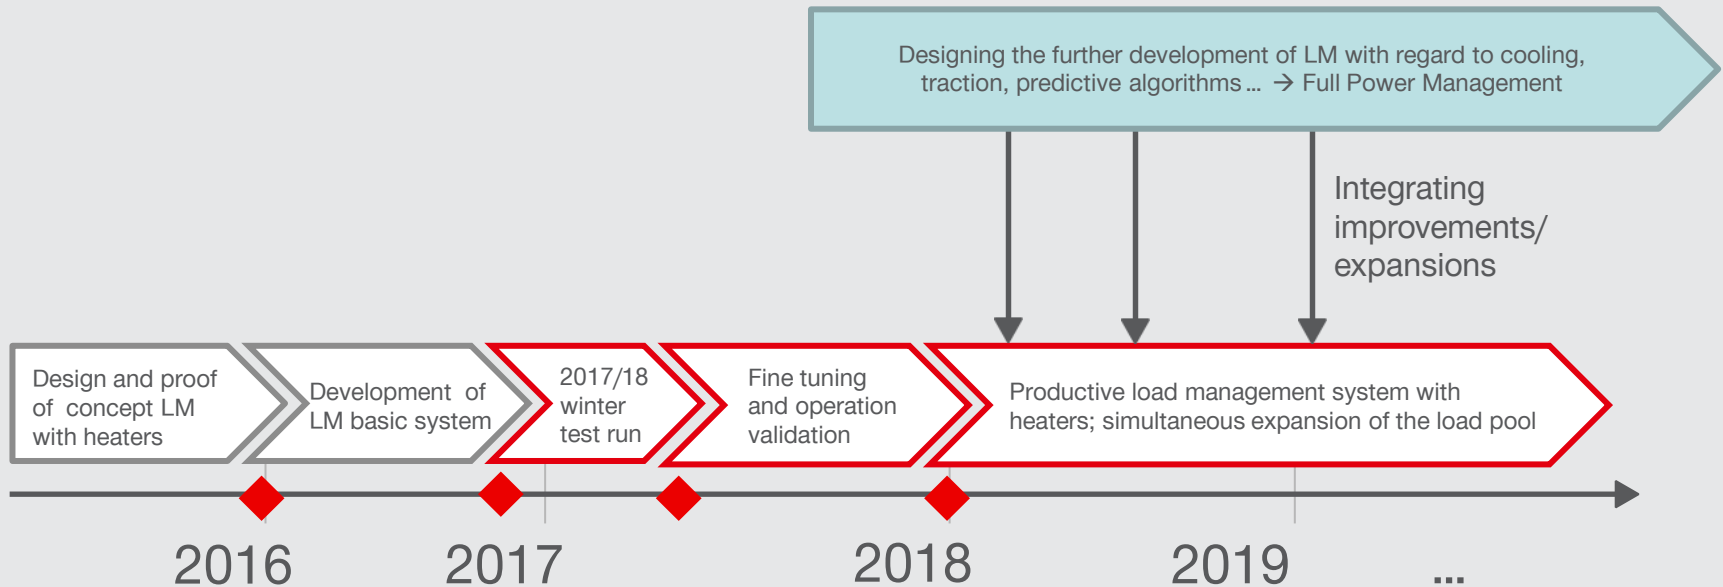 Designing the further development of LM with regard to cooling,
traction, predictive algorithms ... → Full Power Management
Integrating
improvements/
expansions
Design and proof
of concept LM
with heaters
Development of
LM basic system
2017/18
winter
test run
Fine tuning
and operation
validation
Productive load management system with
heaters; simultaneous expansion of the load pool
2016
2017
2018
2019
...